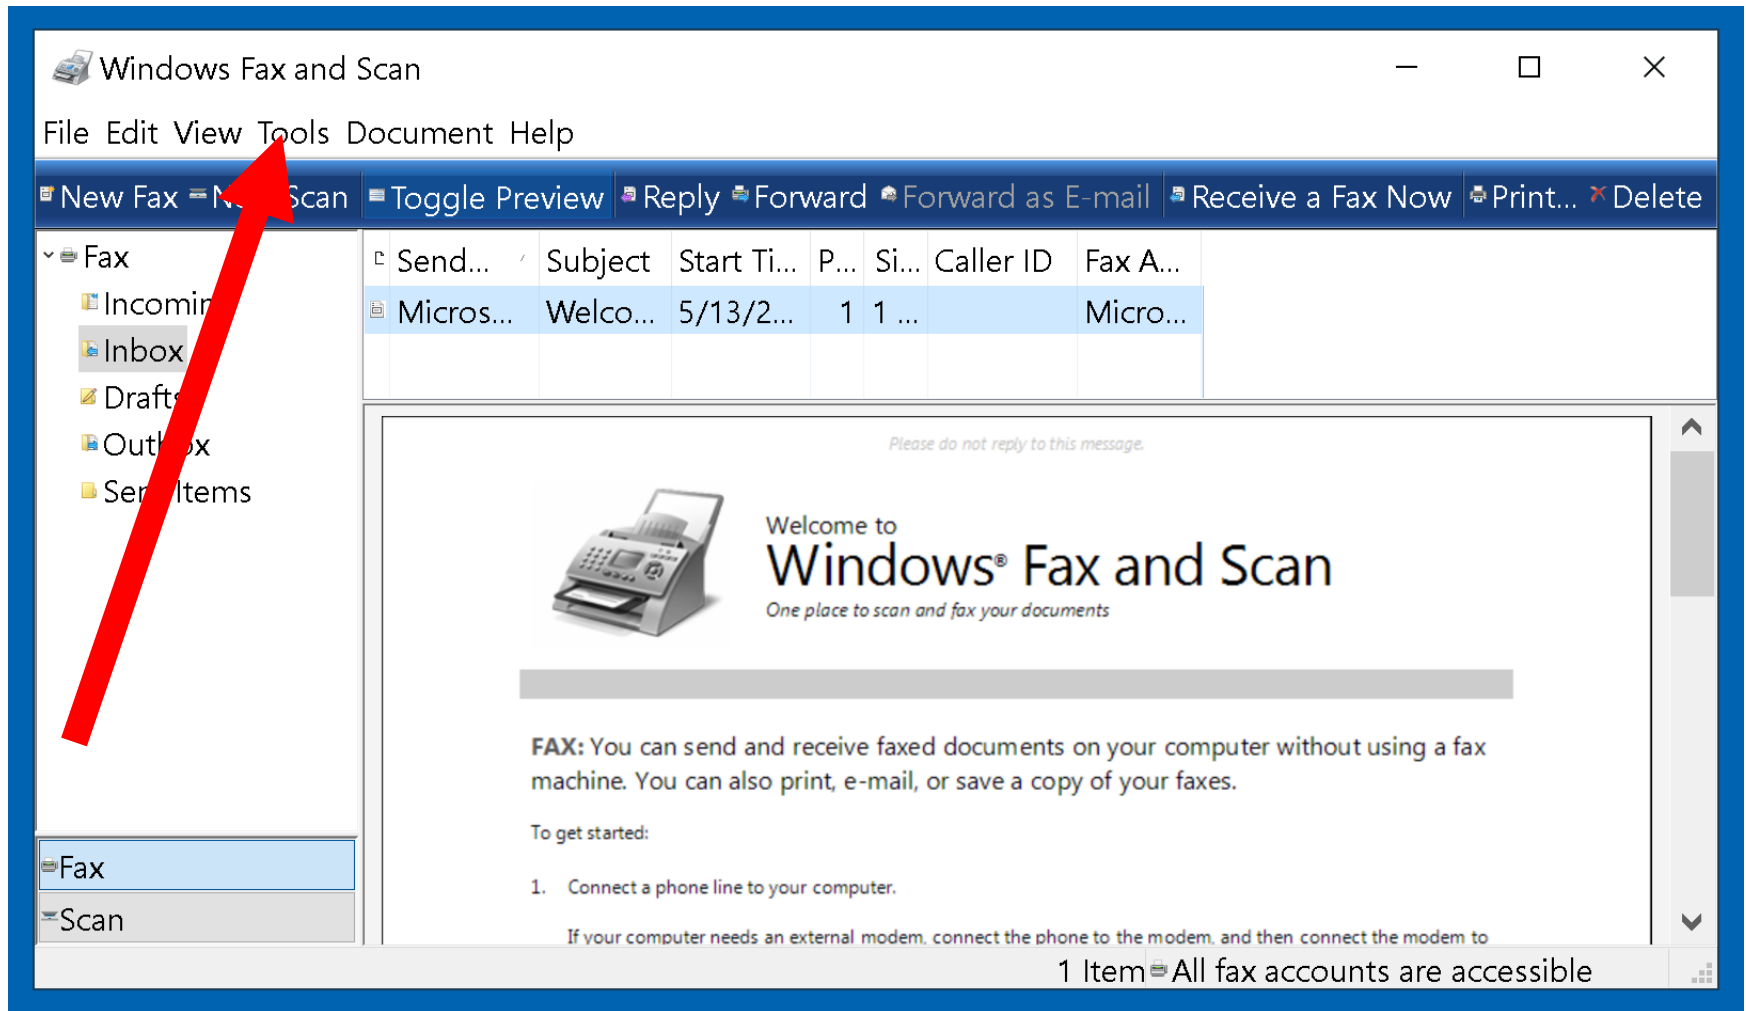 Windows Fax and Scan
File Edit View Tools Document Help
New Fax Scan Toggle Preview Reply Forward Forward as E-mail Receive a Fax Now Print... Delete
Fax
Inbox
Items
Send... Subject Start Ti... P... Si... Caller ID Fax A...
Micros... Welco... 5/13/2... 1 1 ... Micro...
Please do not reply to this message.
Welcome to
Windows® Fax and Scan
One place to scan and fax your documents
FAX: You can send and receive faxed documents on your computer without using a fax
machine. You can also print, e-mail, or save a copy of your faxes.
To get started:
1. Connect a phone line to your computer.
If your computer needs an external modem, connect the phone to the modem, and then connect the modem to
Fax
Scan
1 Item All fax accounts are accessible